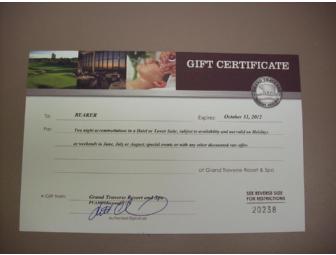 GIFT CERTIFICATE
To: BEARER Expires: October 31, 2012
For: Two night accommodations in a Hotel or Tower Suite, subject to availability and not valid on Holidays
or weekends in June, July or August, special events or with any other discounted rate offer.
at Grand Traverse Resort & Spa
A Gift from: Grand Traverse Resort and Spa
Authorized Signature
SEE REVERSE SIDE
FOR RESTRICTIONS
20238